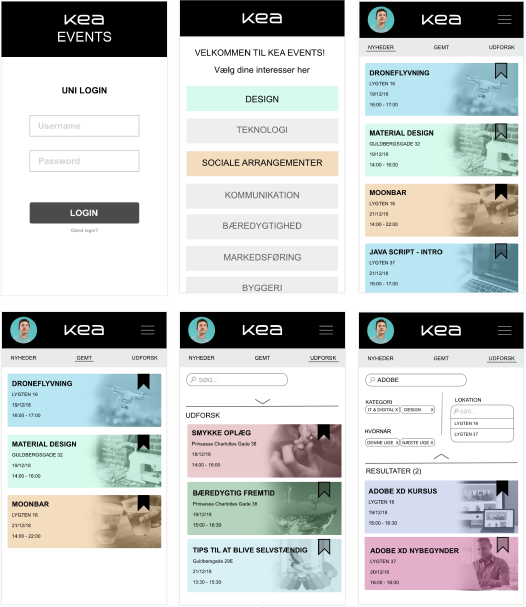 kea
EVENTS
UNI LOGIN
Username
Password
LOGIN
Glemt login?
kea
VELKOMMEN TIL KEA EVENTS!
Vælg dine interesser her
DESIGN
TEKNOLOGI
SOCIALE ARRANGEMENTER
KOMMUNIKATION
BÆREDYGTIGHED
MARKEDSFØRING
BYGGERI
kea
NYHEDER GEMT UDFORSK
DRONEFLYVNING
LYGTEN 16
19/12/18
16:00 - 17:00
MATERIAL DESIGN
GULDBERGSGADE 32
19/12/18
14:00 - 16:00
MOONBAR
LYGTEN 16
21/12/18
14:00 - 22:00
JAVA SCRIPT - INTRO
LYGTEN 37
21/12/18
16:00 - 17:00
kea
NYHEDER GEMT UDFORSK
DRONEFLYVNING
LYGTEN 16
19/12/18
16:00 - 17:00
MATERIAL DESIGN
GULDBERGSGADE 32
19/12/18
14:00 - 16:00
MOONBAR
LYGTEN 16
21/12/18
14:00 - 22:00
kea
NYHEDER GEMT UDFORSK
SØG...
UDFORSK
SMYKKE OPLÆG
Prinsesse Charlottes Gade 38
18/12/18
14:00 - 16:00
BÆREDYGTIG FREMTID
Prinsesse Charlottes Gade 38
19/12/18
15:00 - 16:30
TIPS TIL AT BLIVE SELVSTÆNDIG
Guldbergsgade 29E
21/12/18
13:30 - 15:30
kea
NYHEDER GEMT UDFORSK
ADOBE
KATEGORI
IT & DIGITAL X DESIGN X
HVORNÅR
DENNE UGE X NÆSTE UGE X
LOKATION
SØG...
LYGTEN 16
LYGTEN 37
RESULTATER (2)
ADOBE XD KURSUS
LYGTEN 37
19/12/18
15:00 - 16:30
ADOBE XD NYBEGYNDER
LYGTEN 37
20/12/18
16:00 - 18:00